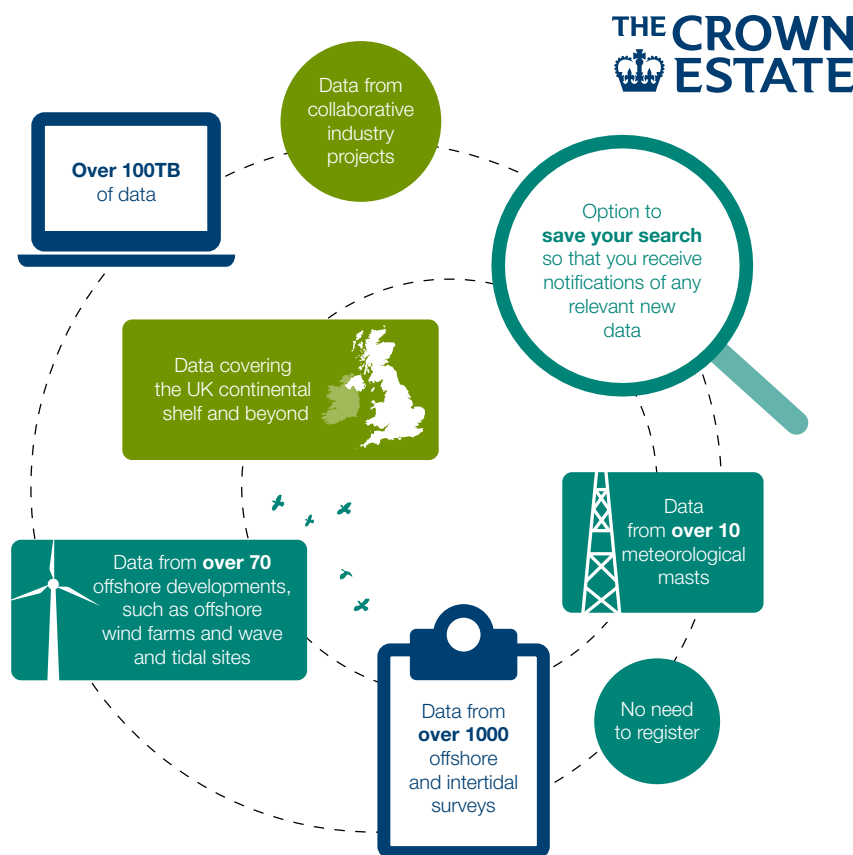 THE CROWN
ESTATE
Data from
collaborative
industry
projects
Over 100TB
of data
Option to
save your search
so that you receive
notifications of any
relevant new
data
Data covering
the UK continental
shelf and beyond
Data
from over 10
meteorological
masts
Data from over 70
offshore developments,
such as offshore
wind farms and wave
and tidal sites
No need
to register
Data from
over 1000
offshore
and intertidal
surveys